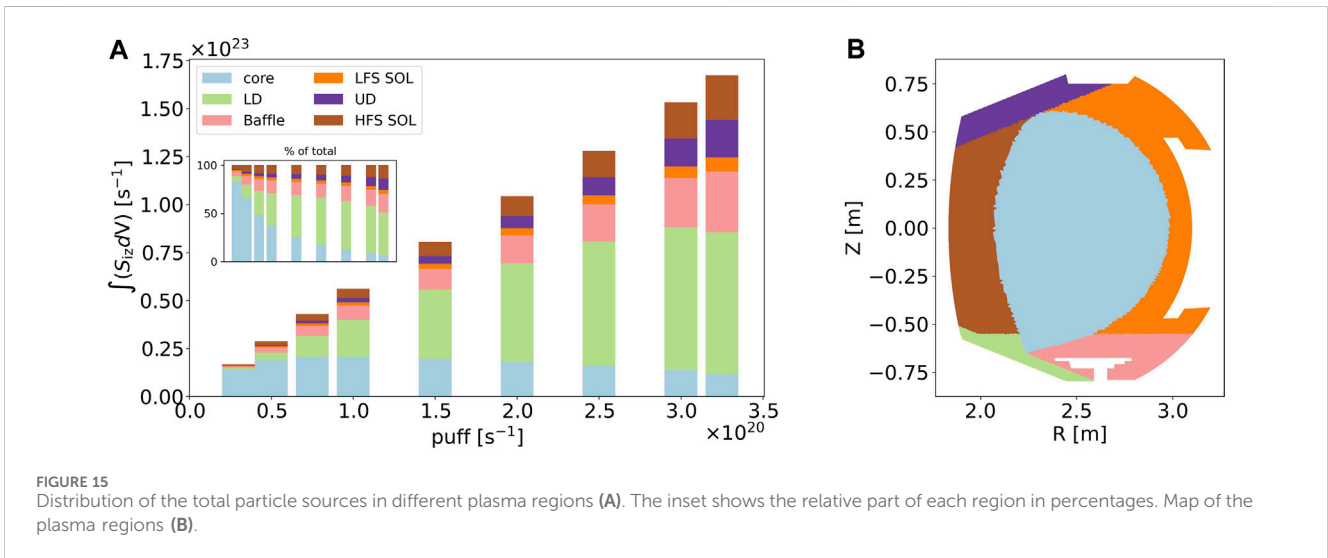 A
×10²³
1.75
1.50
1.25
1.00
0.75
0.50
0.25
0.00
∫(S_iz dV) [s⁻¹]
core
LD
Baffle
LFS SOL
UD
HFS SOL
% of total
100
50
0
0.0 0.5 1.0 1.5 2.0 2.5 3.0 3.5
puff [s⁻¹]
×10²⁰
B
0.75
0.50
0.25
0.00
−0.25
−0.50
−0.75
Z [m]
2.0 2.5 3.0
R [m]
FIGURE 15
Distribution of the total particle sources in different plasma regions (A). The inset shows the relative part of each region in percentages. Map of the
plasma regions (B).